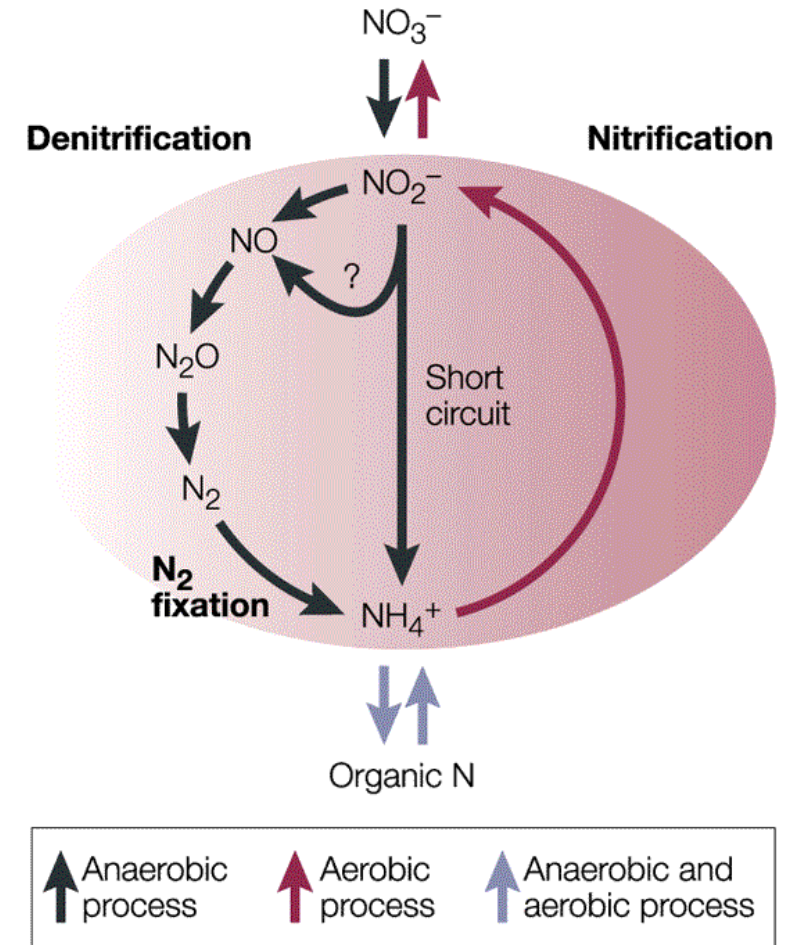 NO₃⁻
Denitrification
Nitrification
NO₂⁻
NO
?
N₂O
Short
circuit
N₂
N₂
fixation
NH₄⁺
Organic N
Anaerobic
process
Aerobic
process
Anaerobic and
aerobic process